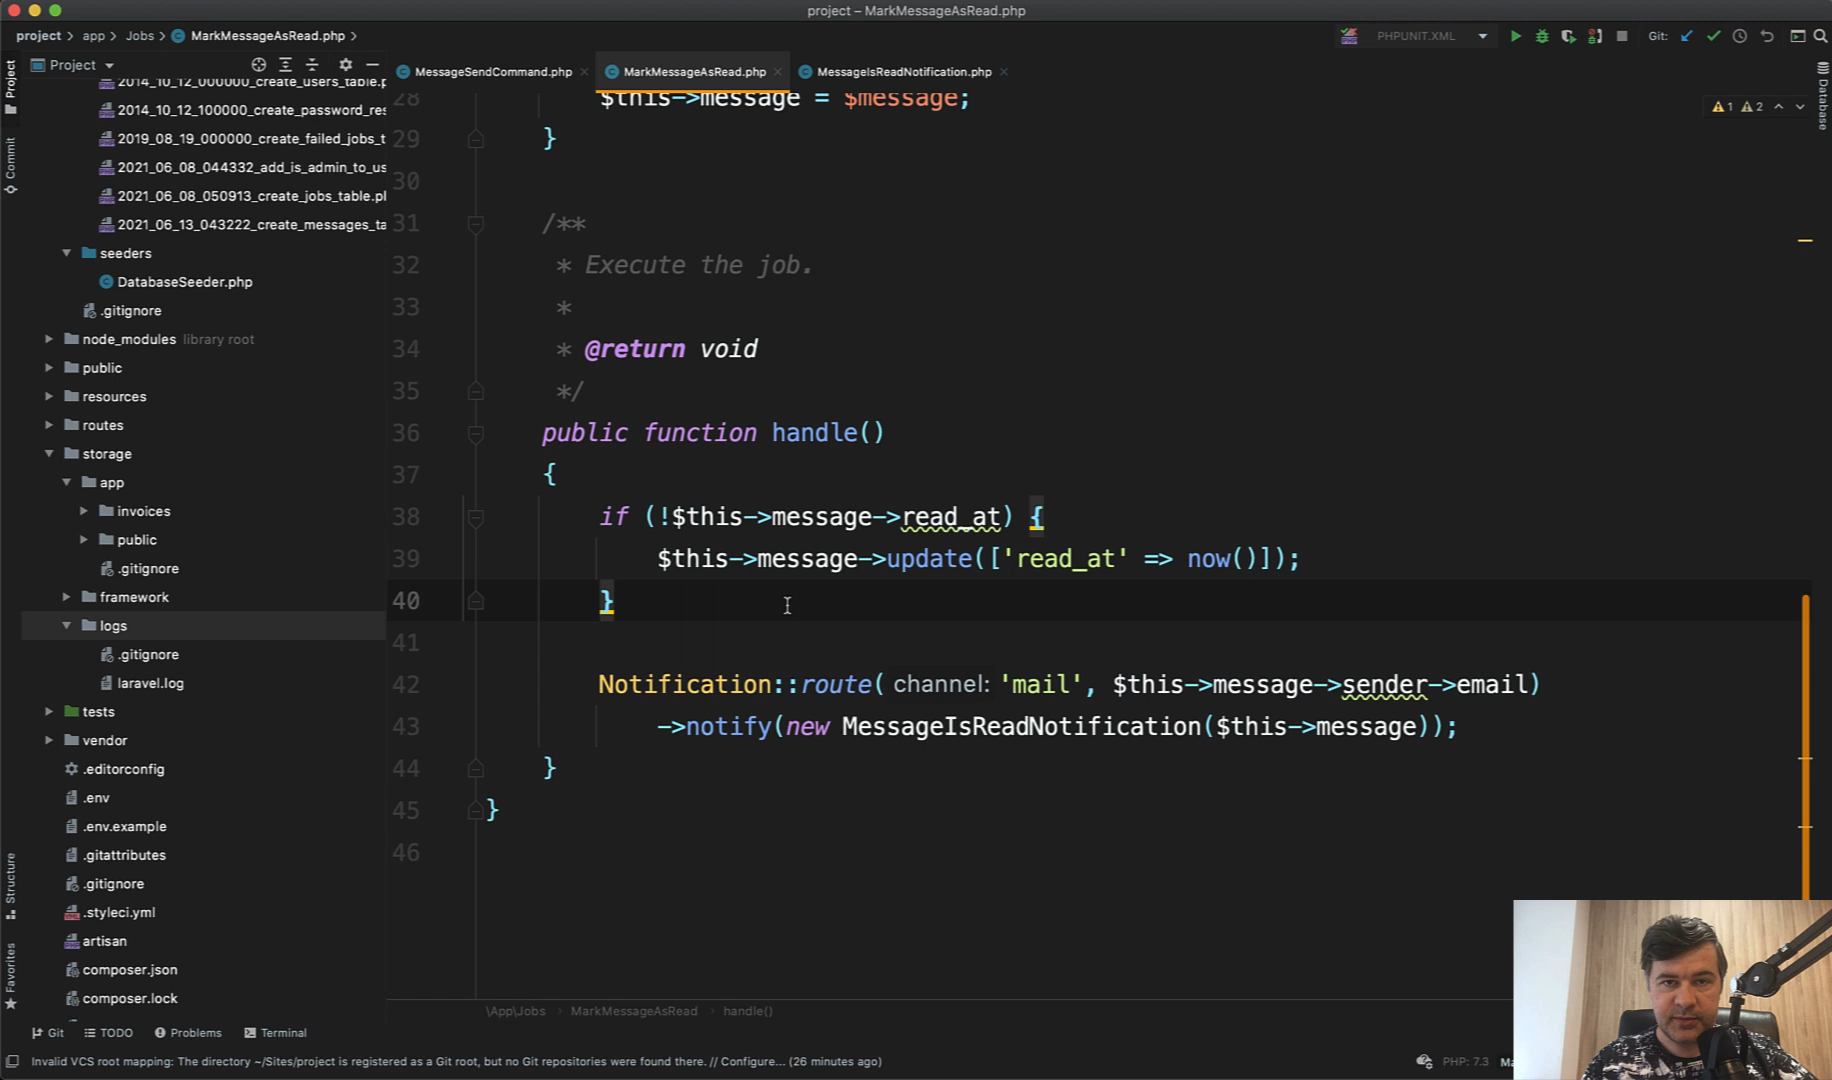 project – MarkMessageAsRead.php
project > app > Jobs > MarkMessageAsRead.php >
PHPUNIT.XML
Git:
Project
Project
Commit
Structure
Favorites
Database
MessageSendCommand.php
MarkMessageAsRead.php
MessageIsReadNotification.php
1 2
2014_10_12_000000_create_users_table.p
2014_10_12_100000_create_password_res
2019_08_19_000000_create_failed_jobs_t
2021_06_08_044332_add_is_admin_to_us
2021_06_08_050913_create_jobs_table.pl
2021_06_13_043222_create_messages_ta
seeders
DatabaseSeeder.php
.gitignore
node_modules library root
public
resources
routes
storage
app
invoices
public
.gitignore
framework
logs
.gitignore
laravel.log
tests
vendor
.editorconfig
.env
.env.example
.gitattributes
.gitignore
.styleci.yml
artisan
composer.json
composer.lock
28 $this->message = $message;
29 }
30
31 /**
32 * Execute the job.
33 *
34 * @return void
35 */
36 public function handle()
37 {
38 if (!$this->message->read_at) {
39 $this->message->update(['read_at' => now()]);
40 }
41
42 Notification::route( channel: 'mail', $this->message->sender->email)
43 ->notify(new MessageIsReadNotification($this->message));
44 }
45 }
46
\App\Jobs > MarkMessageAsRead > handle()
Git TODO Problems Terminal
Invalid VCS root mapping: The directory ~/Sites/project is registered as a Git root, but no Git repositories were found there. // Configure... (26 minutes ago)
PHP: 7.3